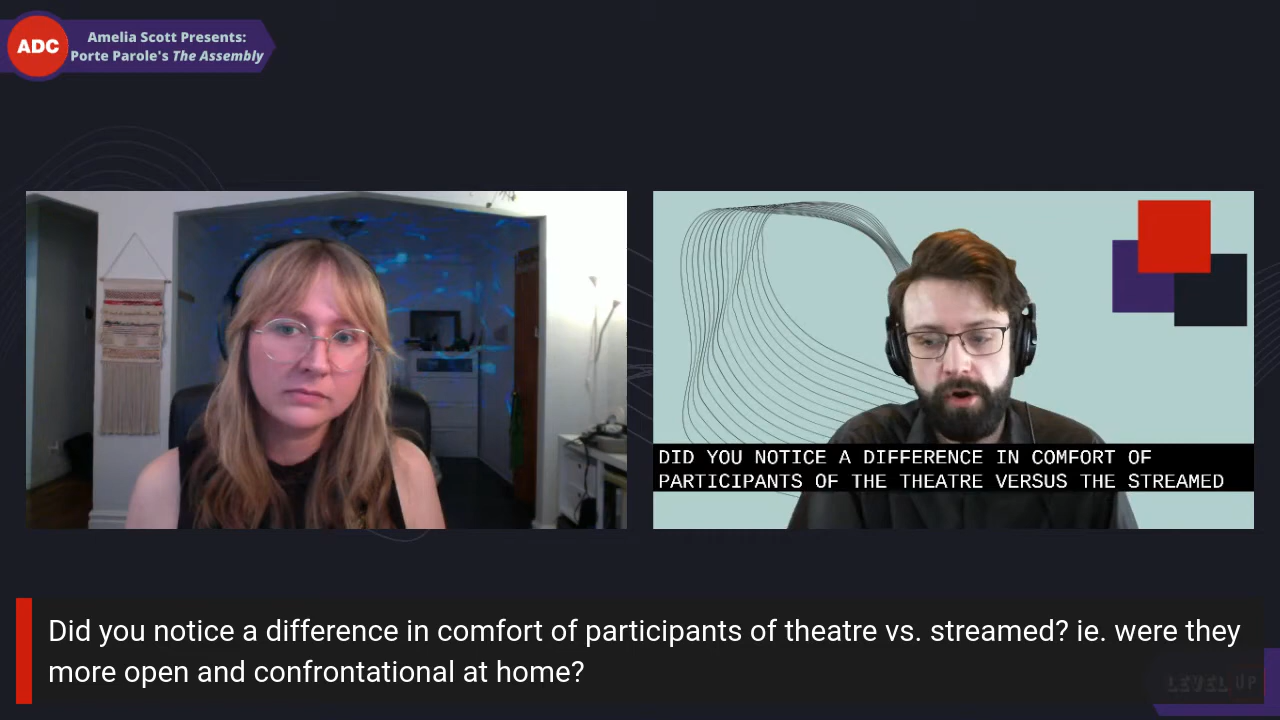 ADC
Amelia Scott Presents:
Porte Parole's The Assembly
DID YOU NOTICE A DIFFERENCE IN COMFORT OF
PARTICIPANTS OF THE THEATRE VERSUS THE STREAMED
Did you notice a difference in comfort of participants of theatre vs. streamed? ie. were they
more open and confrontational at home?
LEVEL UP